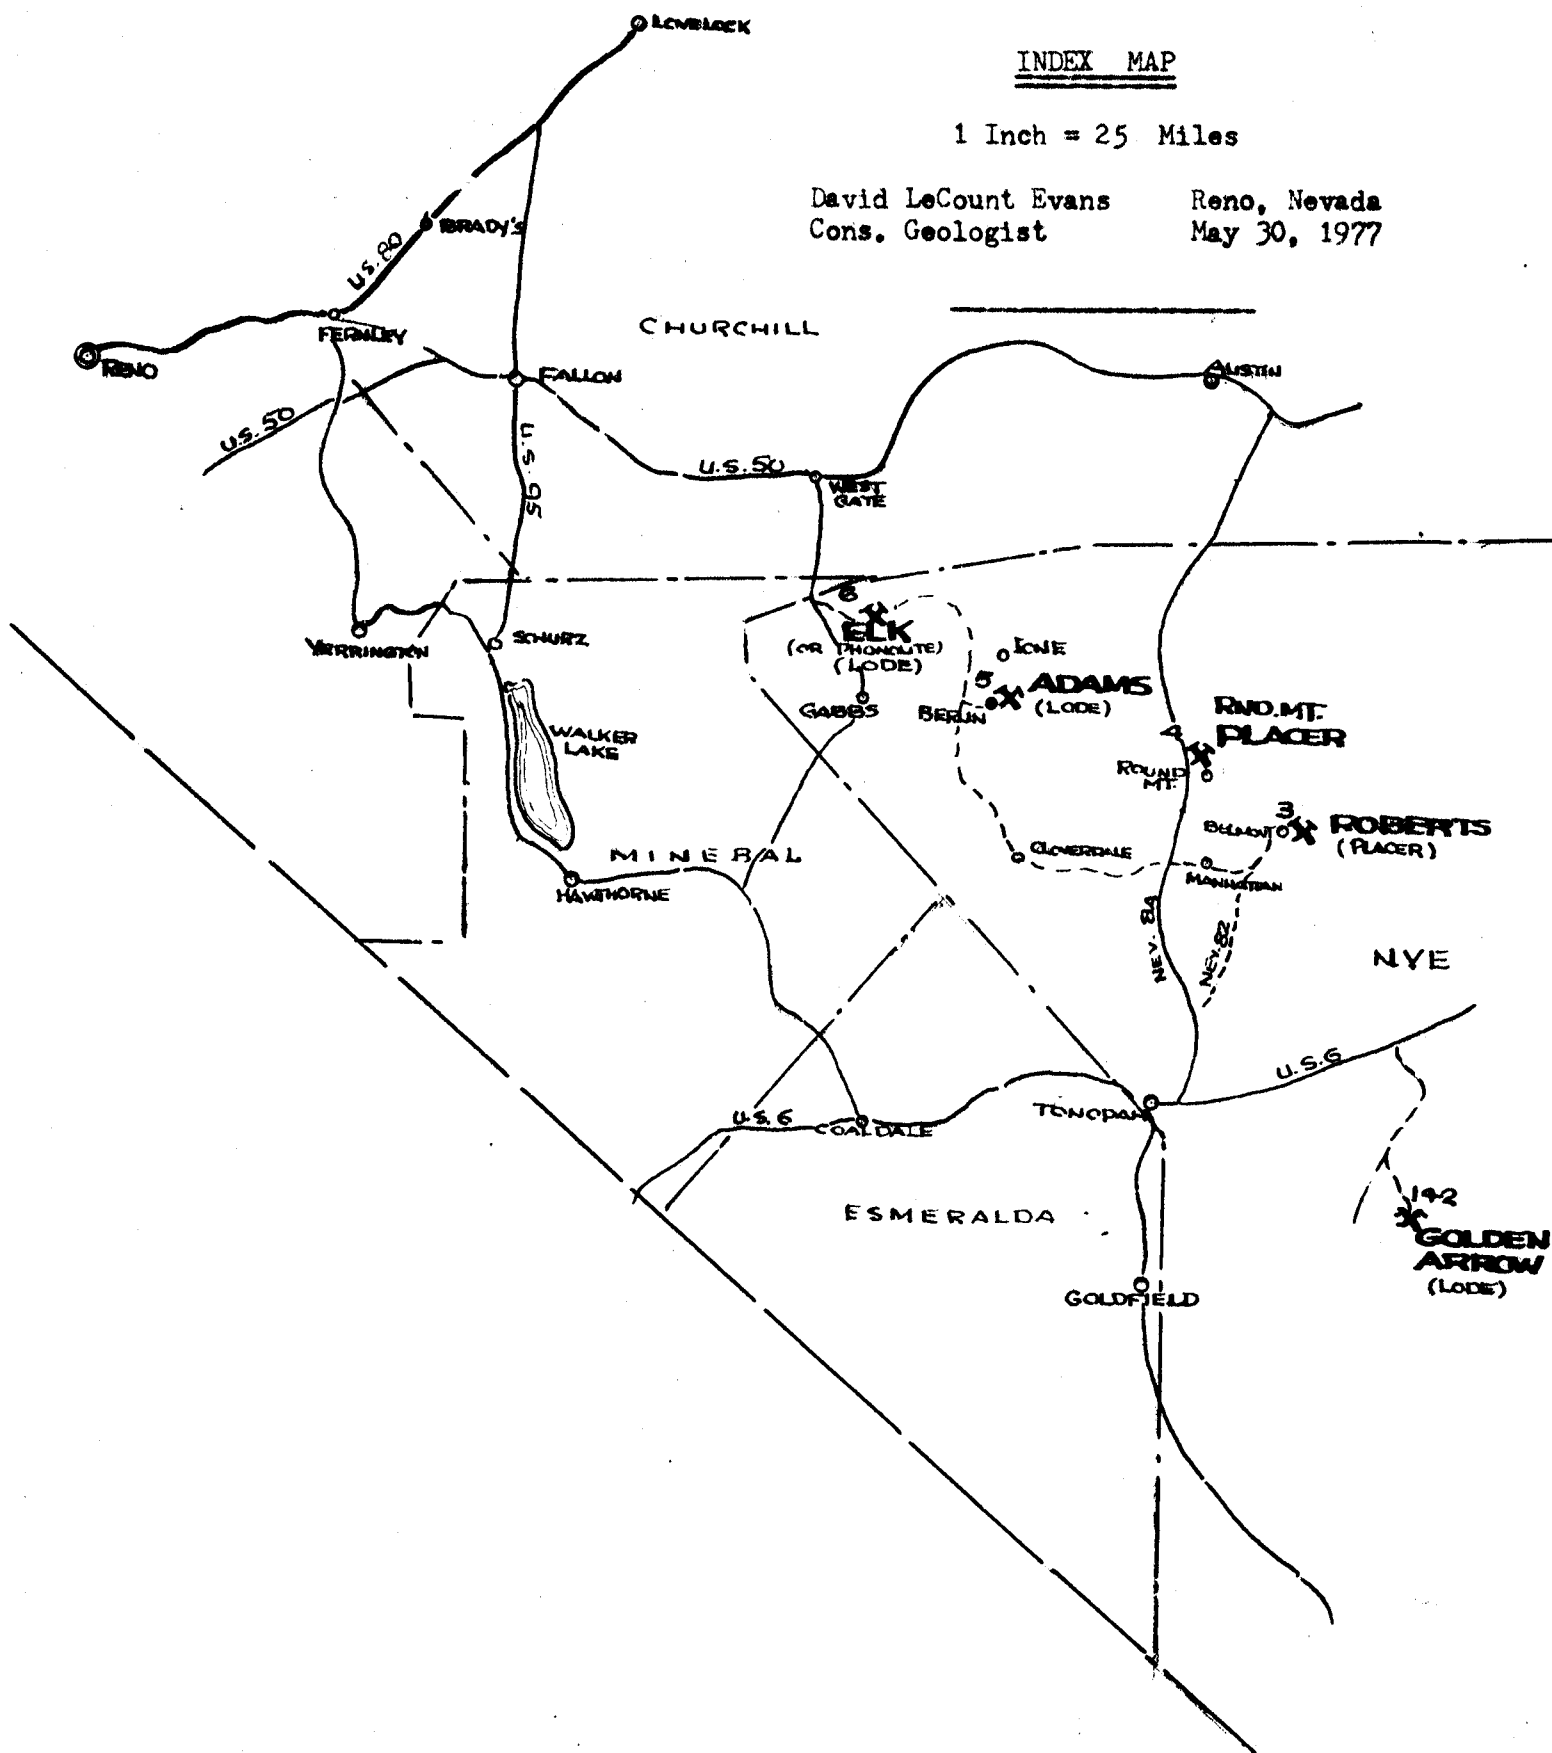 LOVELOCK
INDEX MAP
1 Inch = 25 Miles
David LeCount Evans
Cons. Geologist
Reno, Nevada
May 30, 1977
BRADY'S
U.S. 80
FERNLEY
RENO
CHURCHILL
FALLON
AUSTIN
U.S. 50
U.S. 95
U.S. 50
WEST
GATE
6
ELK
(OR PHONOLITE)
(LODE)
YERRINGTON
SCHURZ
IONE
5
ADAMS
(LODE)
BERLIN
GABBS
RND. MT.
PLACER
4
ROUND
MT.
WALKER
LAKE
3
BELMONT
ROBERTS
(PLACER)
MINERAL
CLOVERDALE
MANHATTAN
HAWTHORNE
NEV. 8A
NEV. 82
NYE
U.S. 6
TONOPAH
U.S. 6
COALDALE
ESMERALDA
1+2
GOLDEN
ARROW
(LODE)
GOLDFIELD